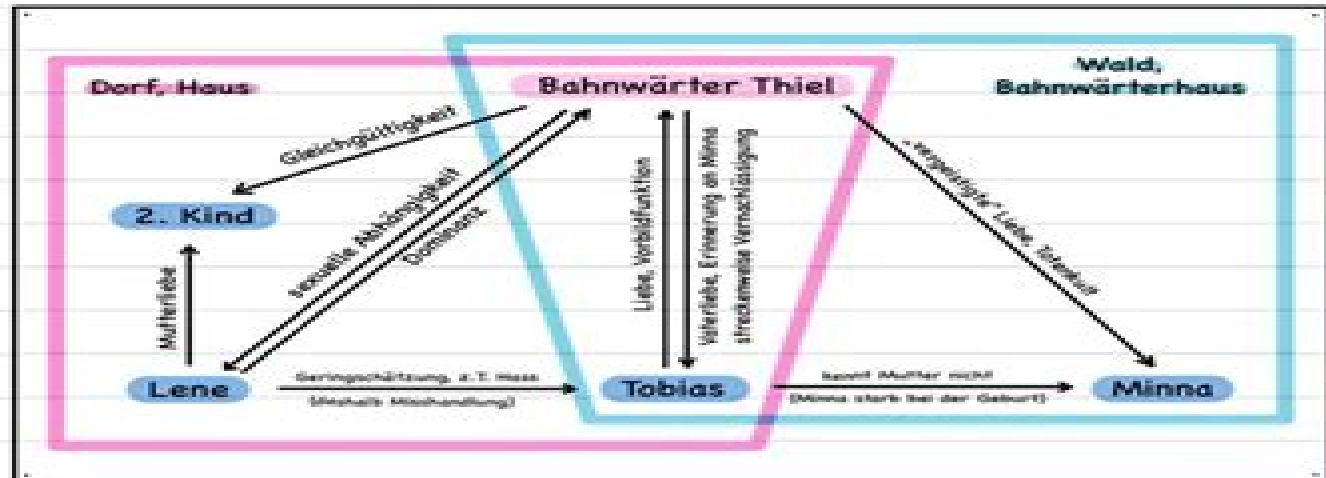 Dorf, Haus
Bahnwärter Thiel
Wald,
Bahnwärterhaus
Gleichgültigkeit
2. Kind
sexuelle Abhängigkeit
Dominanz
Mutterliebe
Liebe, Vorbildfunktion
Vaterliebe, Erinnerung an Minna
streckenweise Vernachlässigung
„vergeistigte" Liebe, Totenkult
Lene
Geringschätzung, z.T. Hass
(deshalb Misshandlung)
Tobias
kennt Mutter nicht
(Minna starb bei der Geburt)
Minna